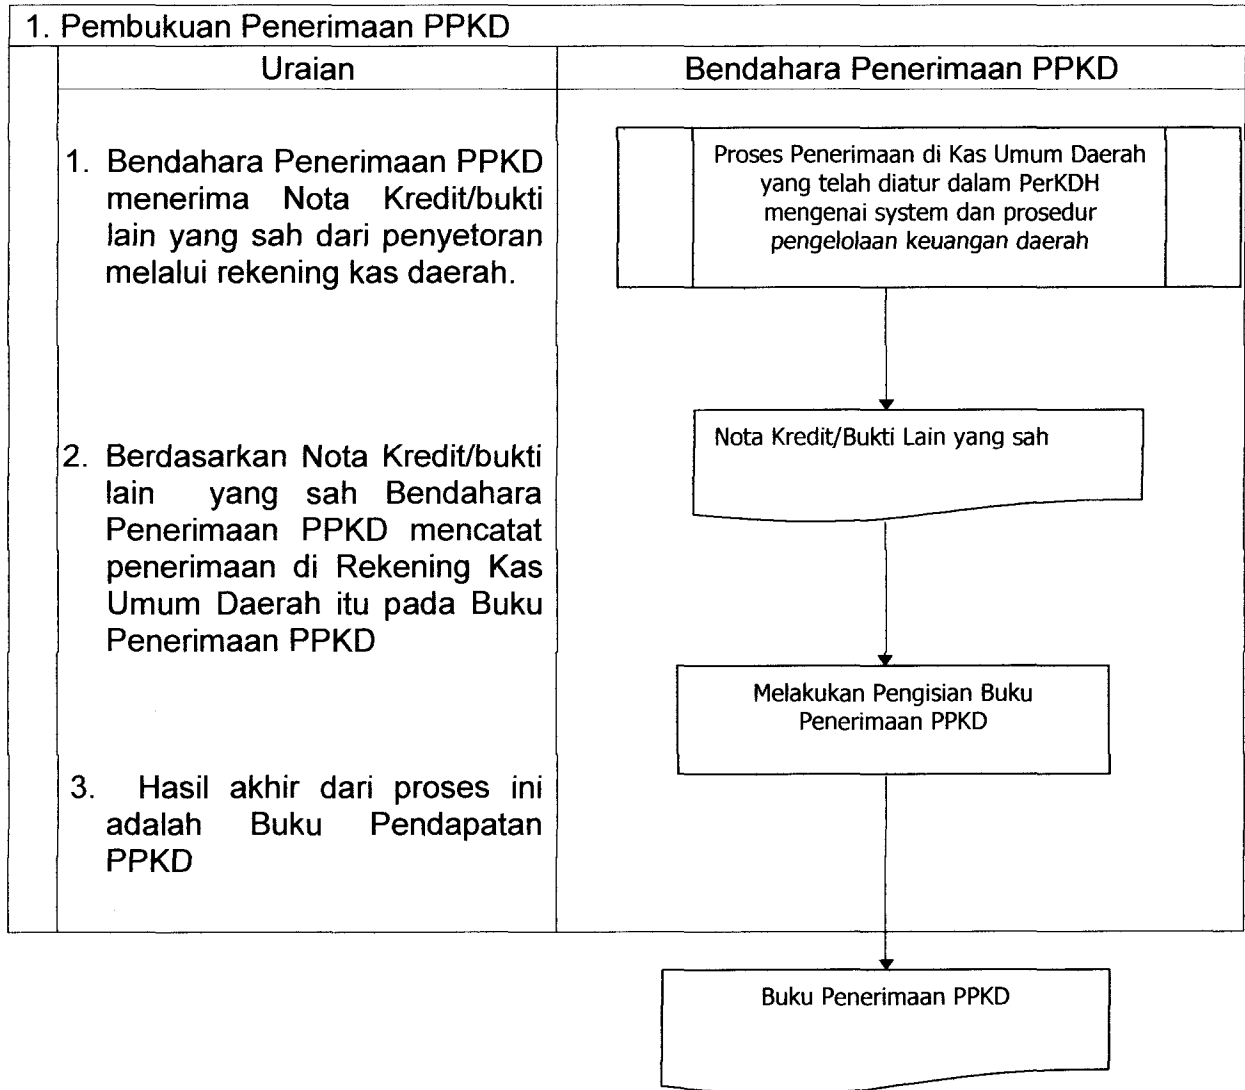 1. Pembukuan Penerimaan PPKD
Uraian
Bendahara Penerimaan PPKD
1. Bendahara Penerimaan PPKD
menerima Nota Kredit/bukti
lain yang sah dari penyetoran
melalui rekening kas daerah.
2. Berdasarkan Nota Kredit/bukti
lain yang sah Bendahara
Penerimaan PPKD mencatat
penerimaan di Rekening Kas
Umum Daerah itu pada Buku
Penerimaan PPKD
3. Hasil akhir dari proses ini
adalah Buku Pendapatan
PPKD
Proses Penerimaan di Kas Umum Daerah
yang telah diatur dalam PerKDH
mengenai system dan prosedur
pengelolaan keuangan daerah
Nota Kredit/Bukti Lain yang sah
Melakukan Pengisian Buku
Penerimaan PPKD
Buku Penerimaan PPKD